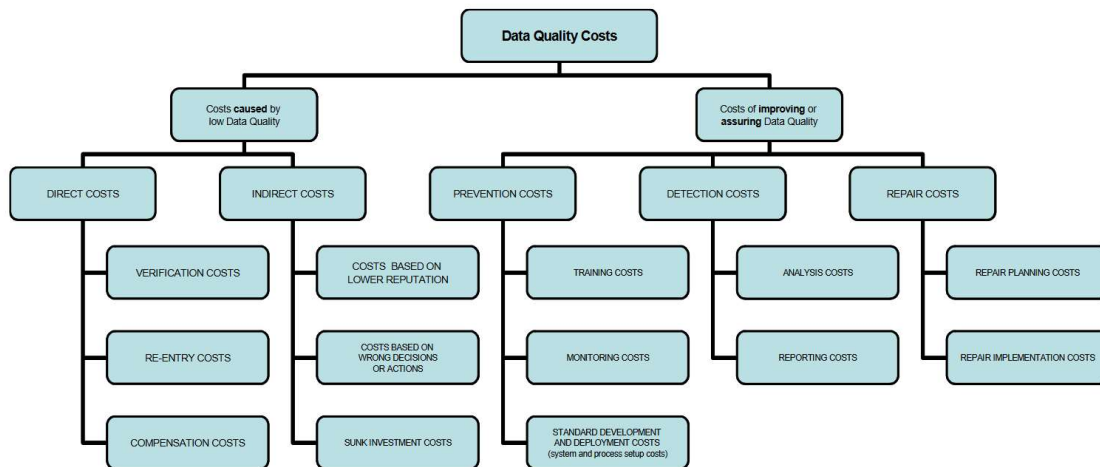 Data Quality Costs
Costs caused by
low Data Quality
Costs of improving or
assuring Data Quality
DIRECT COSTS
INDIRECT COSTS
PREVENTION COSTS
DETECTION COSTS
REPAIR COSTS
VERIFICATION COSTS
COSTS BASED ON
LOWER REPUTATION
TRAINING COSTS
ANALYSIS COSTS
REPAIR PLANNING COSTS
RE-ENTRY COSTS
COSTS BASED ON
WRONG DECISIONS
OR ACTIONS
MONITORING COSTS
REPORTING COSTS
REPAIR IMPLEMENTATION COSTS
COMPENSATION COSTS
SUNK INVESTMENT COSTS
STANDARD DEVELOPMENT
AND DEPLOYMENT COSTS
(system and process setup costs)